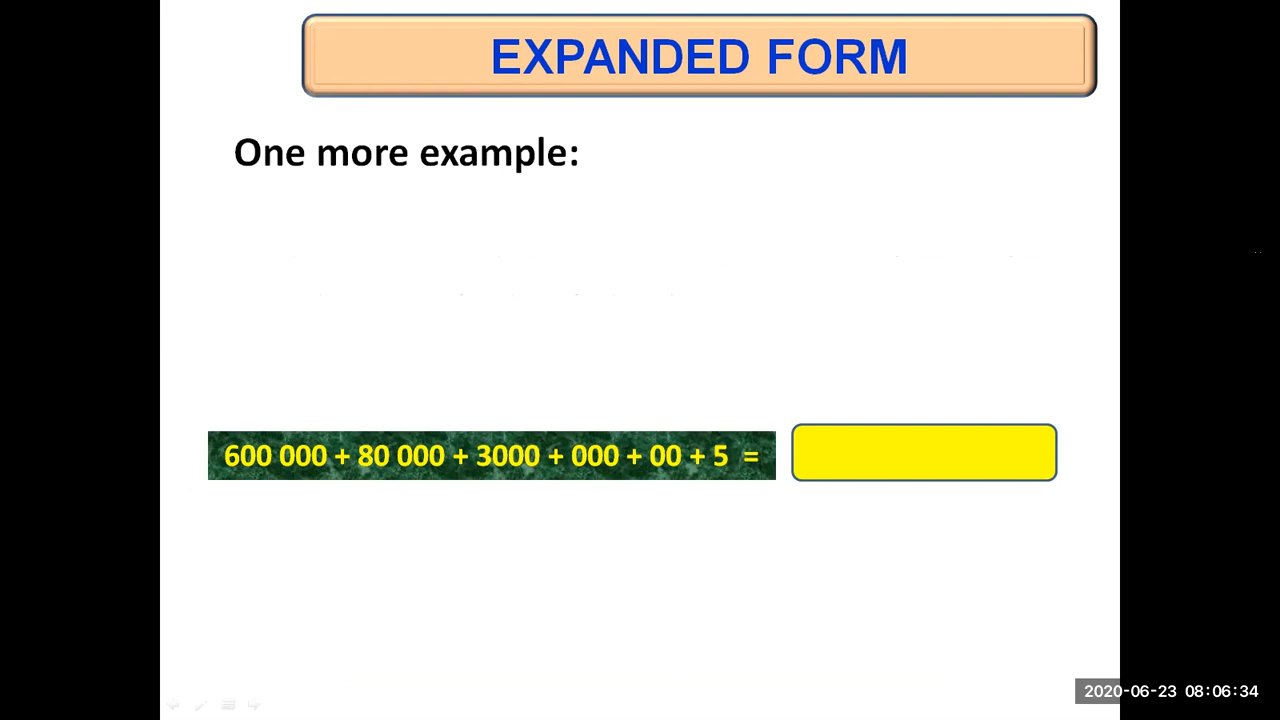 EXPANDED FORM
One more example:
600 000 + 80 000 + 3000 + 000 + 00 + 5 =
2020-06-23 08:06:34